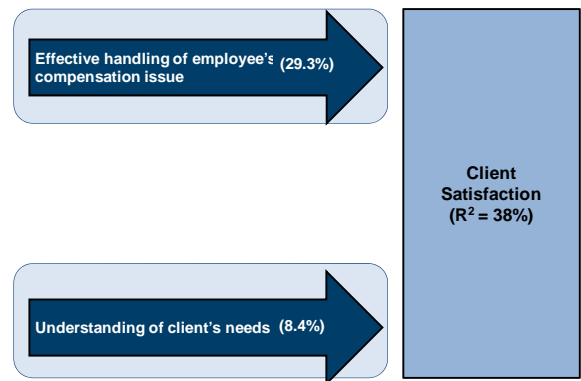 Effective handling of employee's (29.3%)
compensation issue
Client
Satisfaction
(R² = 38%)
Understanding of client's needs (8.4%)